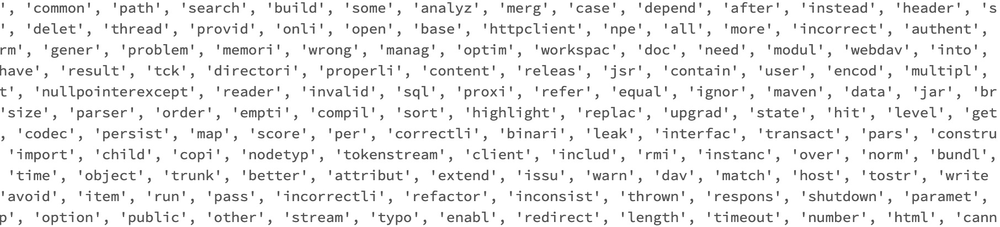 ', 'common', 'path', 'search', 'build', 'some', 'analyz', 'merg', 'case', 'depend', 'after', 'instead', 'header', 's
', 'delet', 'thread', 'provid', 'onli', 'open', 'base', 'httpclient', 'npe', 'all', 'more', 'incorrect', 'authent',
rm', 'gener', 'problem', 'memori', 'wrong', 'manag', 'optim', 'workspac', 'doc', 'need', 'modul', 'webdav', 'into',
have', 'result', 'tck', 'directori', 'properli', 'content', 'releas', 'jsr', 'contain', 'user', 'encod', 'multipl',
t', 'nullpointerexcept', 'reader', 'invalid', 'sql', 'proxi', 'refer', 'equal', 'ignor', 'maven', 'data', 'jar', 'br
'size', 'parser', 'order', 'empti', 'compil', 'sort', 'highlight', 'replac', 'upgrad', 'state', 'hit', 'level', 'get
, 'codec', 'persist', 'map', 'score', 'per', 'correctli', 'binari', 'leak', 'interfac', 'transact', 'pars', 'constru
'import', 'child', 'copi', 'nodetyp', 'tokenstream', 'client', 'includ', 'rmi', 'instanc', 'over', 'norm', 'bundl',
'time', 'object', 'trunk', 'better', 'attribut', 'extend', 'issu', 'warn', 'dav', 'match', 'host', 'tostr', 'write
'avoid', 'item', 'run', 'pass', 'incorrectli', 'refactor', 'inconsist', 'thrown', 'respons', 'shutdown', 'paramet',
p', 'option', 'public', 'other', 'stream', 'typo', 'enabl', 'redirect', 'length', 'timeout', 'number', 'html', 'cann